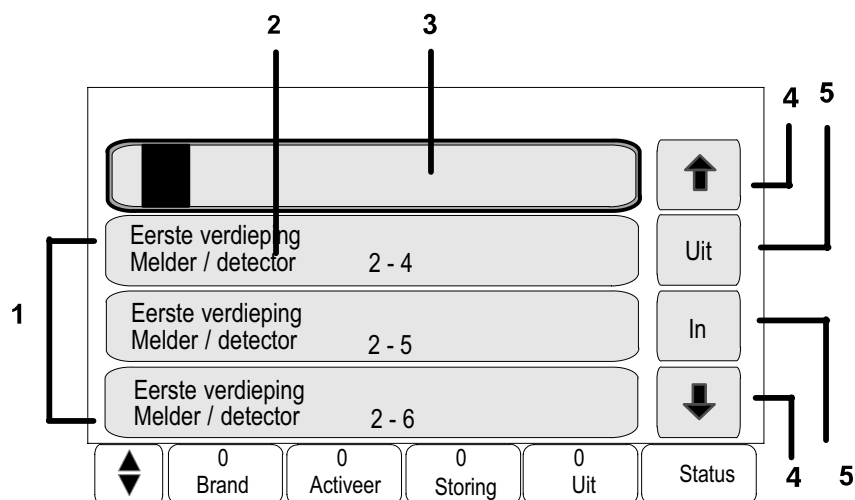 2
3
4
5
Eerste verdieping
Melder / detector 2 - 4
Uit
1
Eerste verdieping
Melder / detector 2 - 5
In
Eerste verdieping
Melder / detector 2 - 6
0
Brand
0
Activeer
0
Storing
0
Uit
Status
4
5